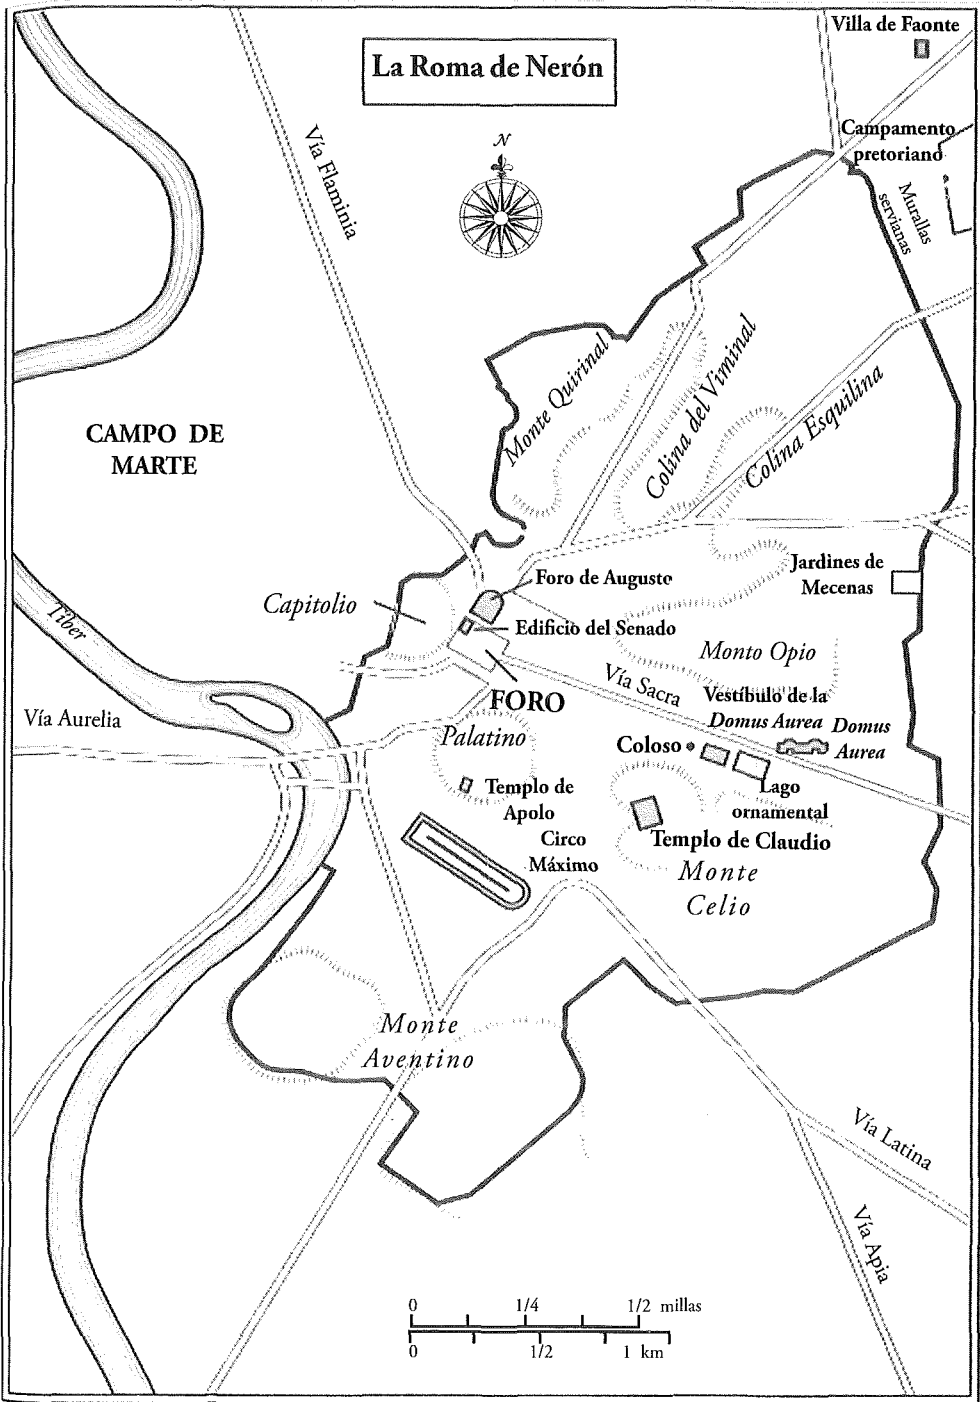 Villa de Faonte
La Roma de Nerón
N
Vía Flaminia
Campamento
pretoriano
Murallas
servianas
Monte Quirinal
Colina del Viminal
Colina Esquilina
CAMPO DE
MARTE
Foro de Augusto
Jardines de
Mecenas
Capitolio
Edificio del Senado
Tiber
Monto Opio
Vía Sacra
FORO
Vestíbulo de la
Domus Aurea
Domus
Aurea
Vía Aurelia
Palatino
Coloso
Templo de
Apolo
Lago
ornamental
Circo
Máximo
Templo de Claudio
Monte
Celio
Monte
Aventino
Vía Latina
Vía Apia
0 1/4 1/2 millas
0 1/2 1 km